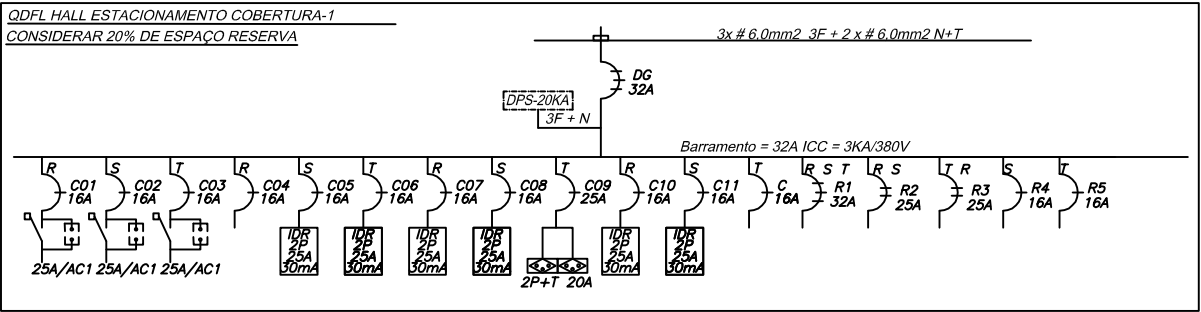 QDFL HALL ESTACIONAMENTO COBERTURA-1
CONSIDERAR 20% DE ESPAÇO RESERVA
3x # 6,0mm2 3F + 2 x # 6,0mm2 N+T
DG
32A
DPS-20KA
3F + N
Barramento = 32A ICC = 3KA/380V
R S T R S T R S T R S T R S T R S T R S T
C01 C02 C03 C04 C05 C06 C07 C08 C09 C10 C11 C R1 R2 R3 R4 R5
16A 16A 16A 16A 16A 16A 16A 16A 25A 16A 16A 16A 32A 25A 25A 16A 16A
IDR IDR IDR IDR IDR IDR
2P 2P 2P 2P 2P 2P
25A 25A 25A 25A 25A 25A
30mA 30mA 30mA 30mA 30mA 30mA
25A/AC1 25A/AC1 25A/AC1
2P+T 20A